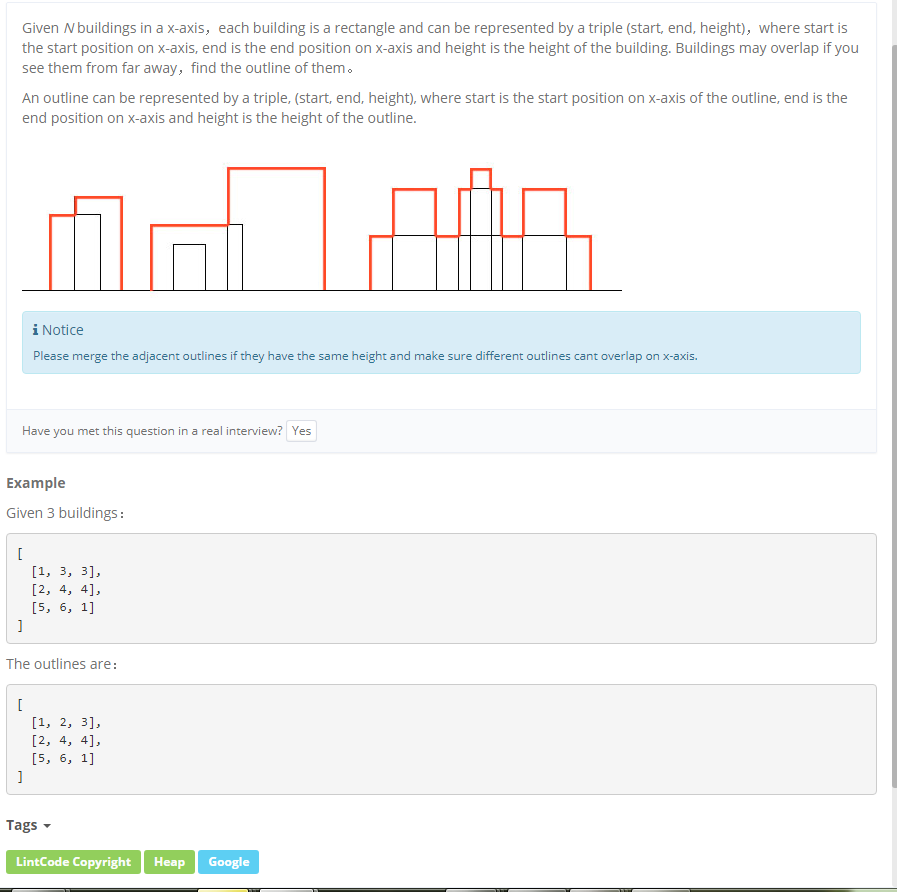 Given N buildings in a x-axis，each building is a rectangle and can be represented by a triple (start, end, height)，where start is
the start position on x-axis, end is the end position on x-axis and height is the height of the building. Buildings may overlap if you
see them from far away，find the outline of them。
An outline can be represented by a triple, (start, end, height), where start is the start position on x-axis of the outline, end is the
end position on x-axis and height is the height of the outline.
i Notice
Please merge the adjacent outlines if they have the same height and make sure different outlines cant overlap on x-axis.
Have you met this question in a real interview? Yes
Example
Given 3 buildings：
[
[1, 3, 3],
[2, 4, 4],
[5, 6, 1]
]
The outlines are：
[
[1, 2, 3],
[2, 4, 4],
[5, 6, 1]
]
Tags
LintCode Copyright Heap Google